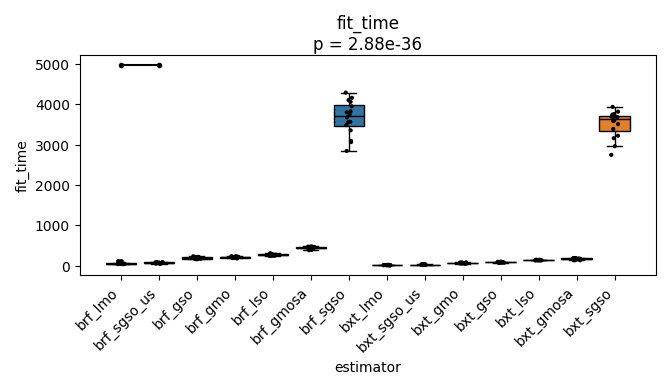 fit_time
p = 2.88e-36
5000
4000
3000
2000
1000
0
fit_time
brf_lmo
brf_sgso_us
brf_gso
brf_gmo
brf_lso
brf_gmosa
brf_sgso
bxt_lmo
bxt_sgso_us
bxt_gmo
bxt_gso
bxt_lso
bxt_gmosa
bxt_sgso
estimator